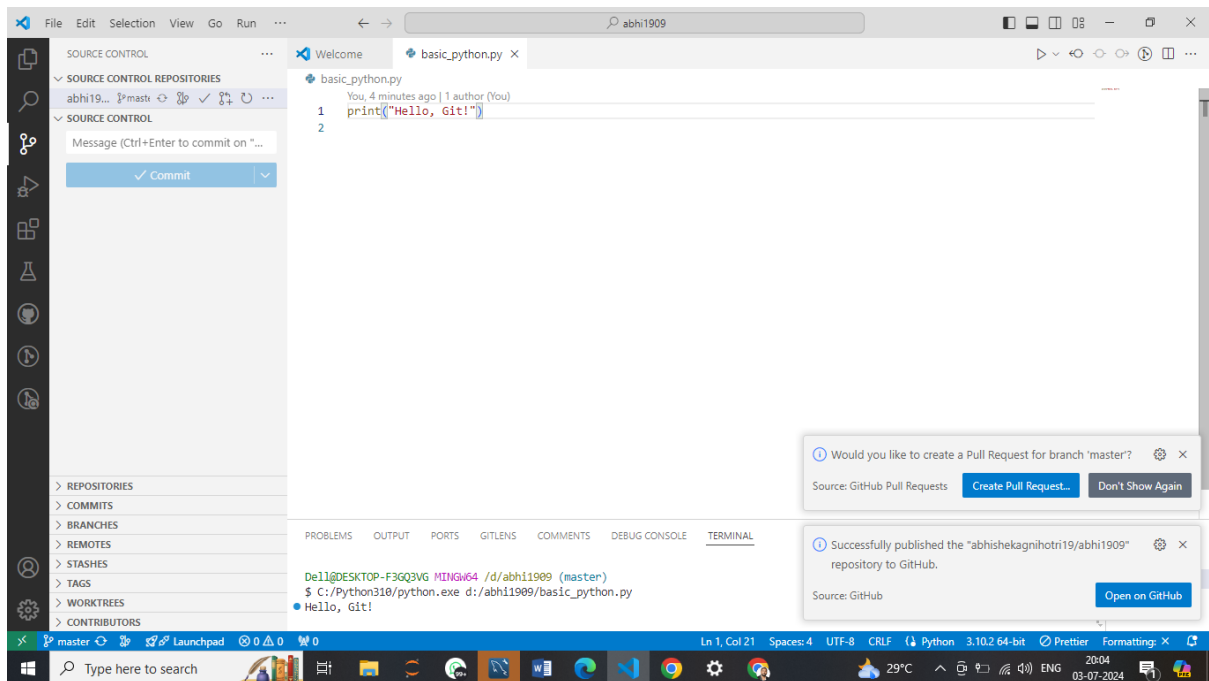 File Edit Selection View Go Run ··· abhi1909
SOURCE CONTROL ···
Welcome
basic_python.py
SOURCE CONTROL REPOSITORIES
abhi19... maste ···
SOURCE CONTROL
Message (Ctrl+Enter to commit on "...
Commit
basic_python.py
You, 4 minutes ago | 1 author (You)
1 print("Hello, Git!")
2
REPOSITORIES
COMMITS
BRANCHES
REMOTES
STASHES
TAGS
WORKTREES
CONTRIBUTORS
Would you like to create a Pull Request for branch 'master'?
Source: GitHub Pull Requests Create Pull Request... Don't Show Again
PROBLEMS OUTPUT PORTS GITLENS COMMENTS DEBUG CONSOLE TERMINAL
Dell@DESKTOP-F3GQ3VG MINGW64 /d/abhi1909 (master)
$ C:/Python310/python.exe d:/abhi1909/basic_python.py
Hello, Git!
Successfully published the "abhishekagnihotri19/abhi1909"
repository to GitHub.
Source: GitHub Open on GitHub
master Launchpad 0 0 0 Ln 1, Col 21 Spaces: 4 UTF-8 CRLF Python 3.10.2 64-bit Prettier Formatting: ×
Type here to search 29°C ENG 20:04
03-07-2024